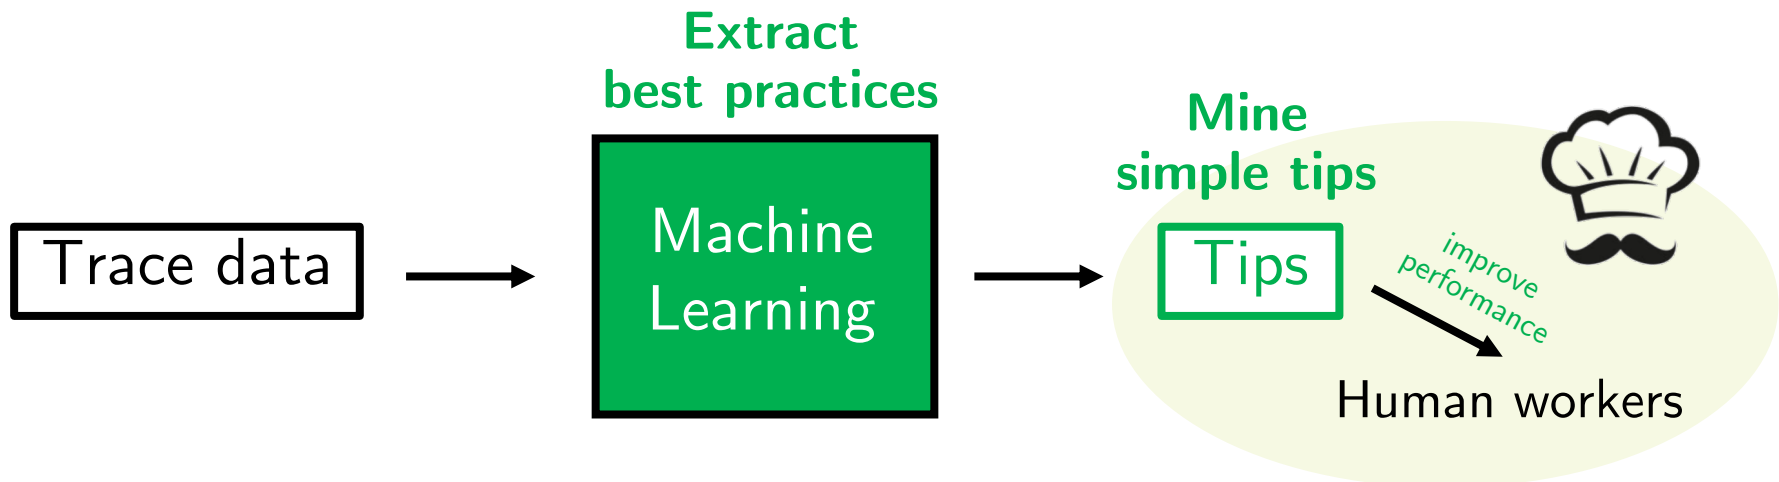 Extract
best practices
Mine
simple tips
Trace data
Machine
Learning
Tips
improve
performance
Human workers